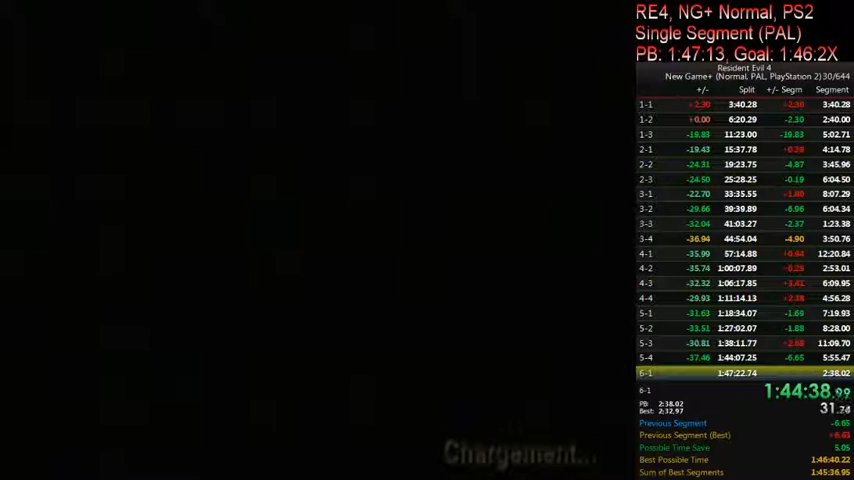 RE4, NG+ Normal, PS2
Single Segment (PAL)
PB: 1:47:13, Goal: 1:46:2X
Resident Evil 4
New Game+ (Normal, PAL, PlayStation 2) 30/644
+/- Split +/- Segm Segment
1-1 +2.30 3:40.28 +2.30 3:40.28
1-2 +0.00 6:20.29 -2.30 2:40.00
1-3 -19.83 11:23.00 -19.83 5:02.71
2-1 -19.43 15:37.78 4:14.78
2-2 -24.31 19:23.75 -4.87 3:45.96
2-3 -24.50 25:28.25 -0.19 6:04.50
3-1 -22.70 33:35.55 8:07.29
3-2 -29.66 39:39.89 -6.96 6:04.34
3-3 -32.04 41:03.27 -2.37 1:23.38
3-4 -36.94 44:54.04 -4.90 3:50.76
4-1 -35.99 57:14.88 12:20.84
4-2 -35.74 1:00:07.89 +0.25 2:53.01
4-3 -32.32 1:06:17.85 +3.41 6:09.95
4-4 -29.93 1:11:14.13 +2.38 4:56.28
5-1 -31.63 1:18:34.07 -1.69 7:19.93
5-2 -33.51 1:27:02.07 -1.88 8:28.00
5-3 -30.81 1:38:11.77 11:09.70
5-4 -37.46 1:44:07.25 -6.65 5:55.47
6-1 1:47:22.74 2:38.02
6-1 1:44:38.99
PB: 2:38.02
Best: 2:32.97 31.74
Previous Segment -6.65
Previous Segment (Best)
Possible Time Save 5.05
Best Possible Time 1:46:40.22
Sum of Best Segments 1:45:36.95
Chargement...